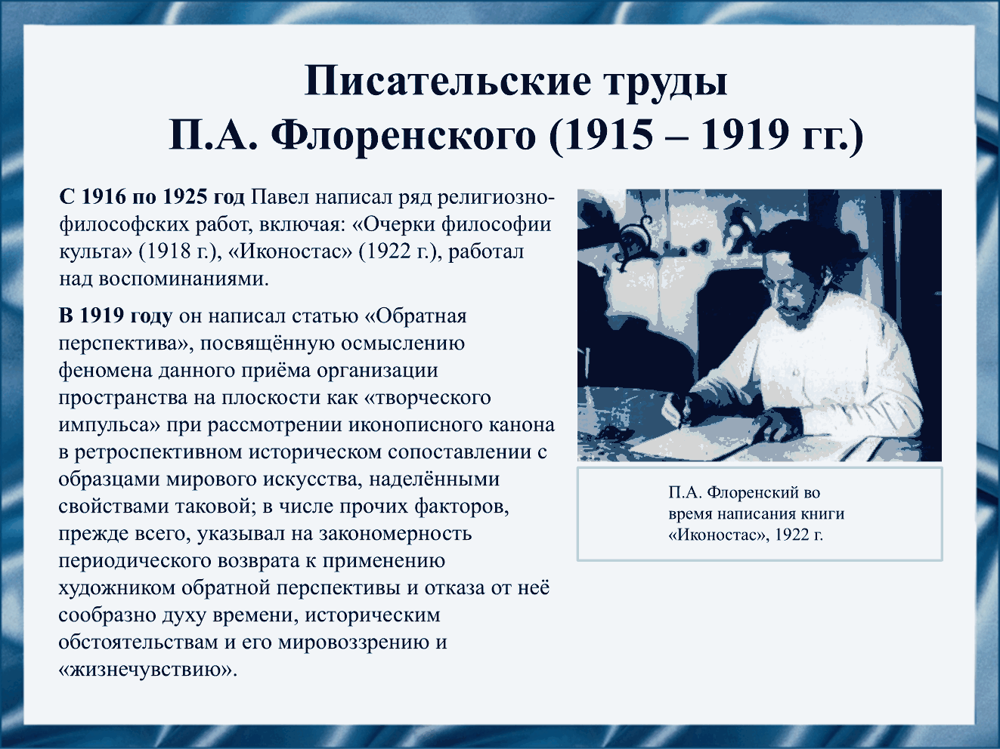 Писательские труды
П.А. Флоренского (1915 – 1919 гг.)
С 1916 по 1925 год Павел написал ряд религиозно-
философских работ, включая: «Очерки философии
культа» (1918 г.), «Иконостас» (1922 г.), работал
над воспоминаниями.
В 1919 году он написал статью «Обратная
перспектива», посвящённую осмыслению
феномена данного приёма организации
пространства на плоскости как «творческого
импульса» при рассмотрении иконописного канона
в ретроспективном историческом сопоставлении с
образцами мирового искусства, наделёнными
свойствами таковой; в числе прочих факторов,
прежде всего, указывал на закономерность
периодического возврата к применению
художником обратной перспективы и отказа от неё
сообразно духу времени, историческим
обстоятельствам и его мировоззрению и
«жизнечувствию».
П.А. Флоренский во
время написания книги
«Иконостас», 1922 г.